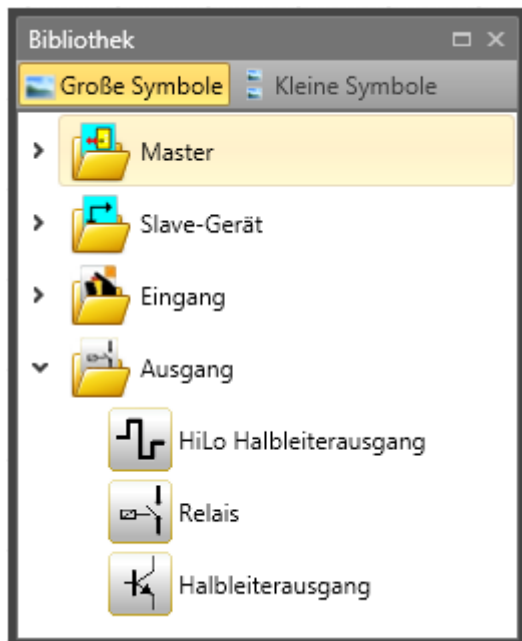 Bibliothek
Große Symbole Kleine Symbole
Master
Slave-Gerät
Eingang
Ausgang
HiLo Halbleiterausgang
Relais
Halbleiterausgang